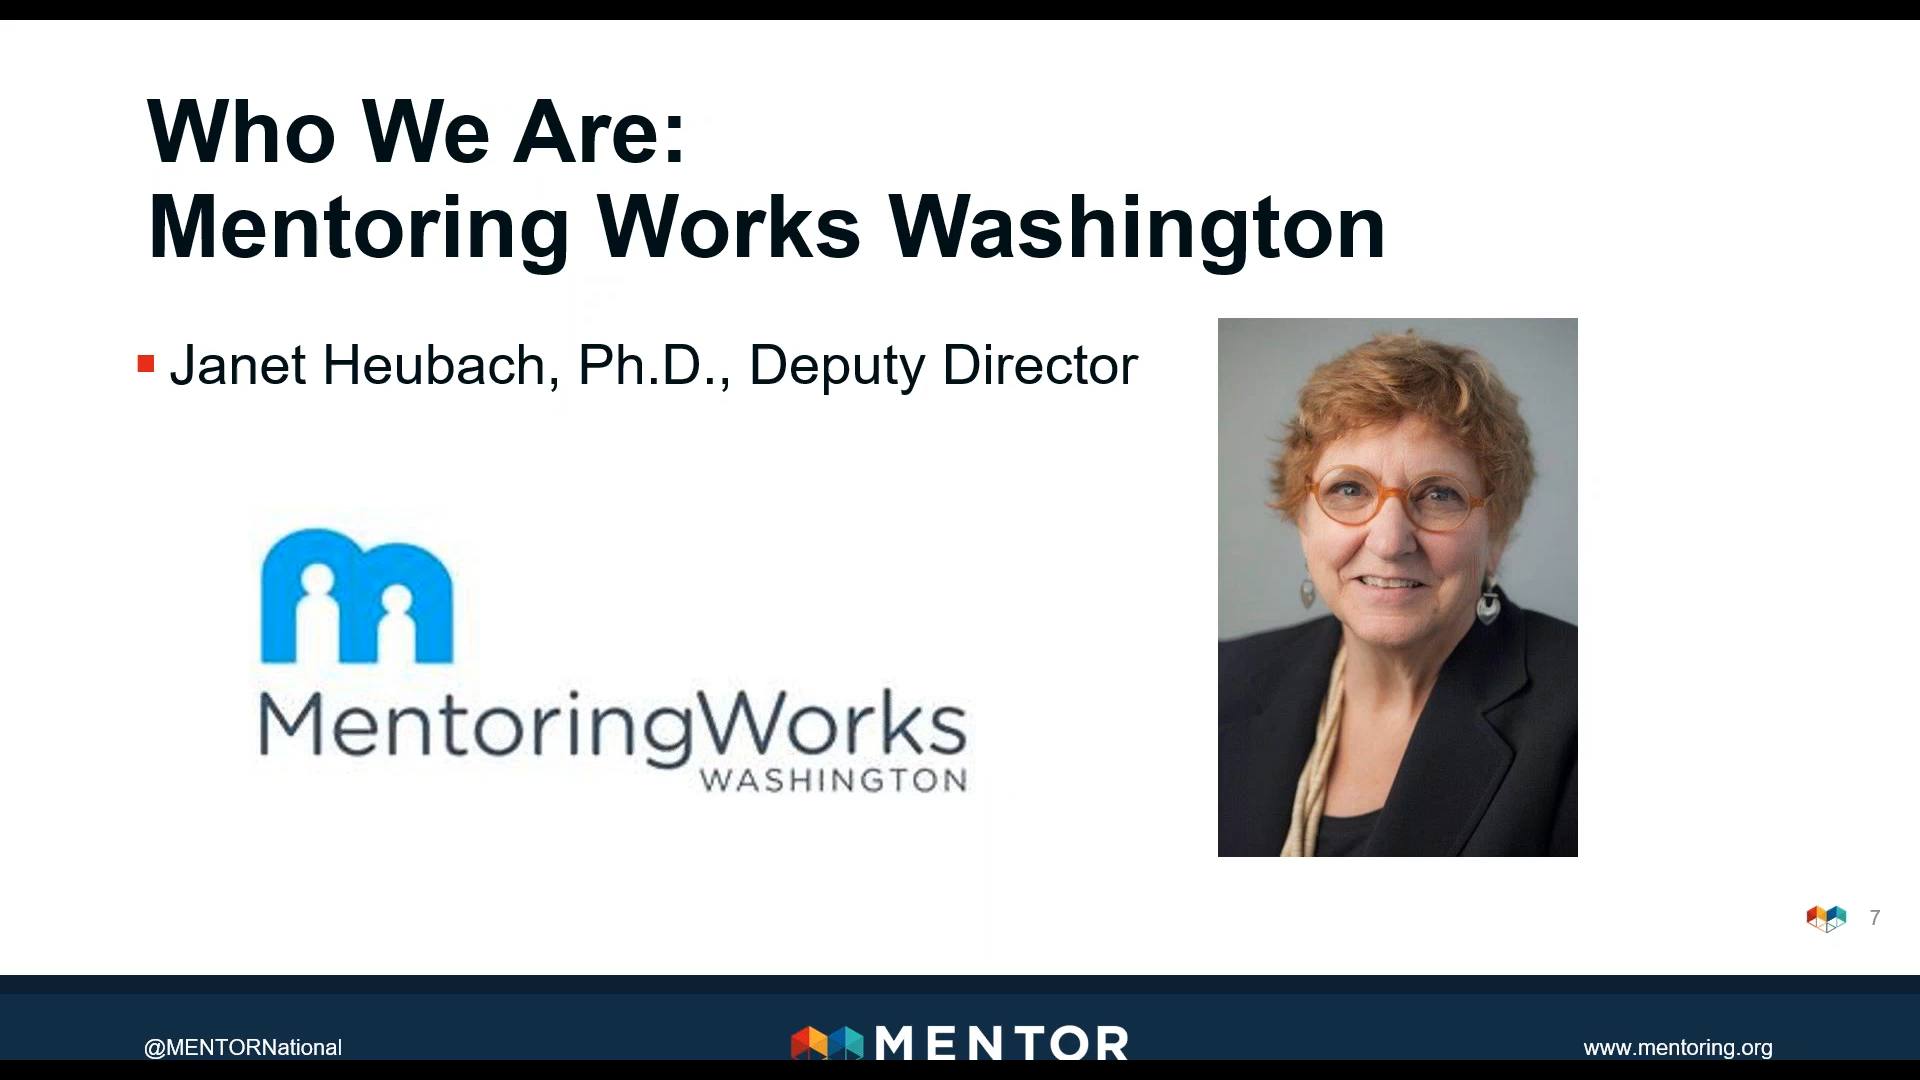 Who We Are:
Mentoring Works Washington
Janet Heubach, Ph.D., Deputy Director
MentoringWorks
WASHINGTON
7
@MENTORNational
MENTOR
www.mentoring.org